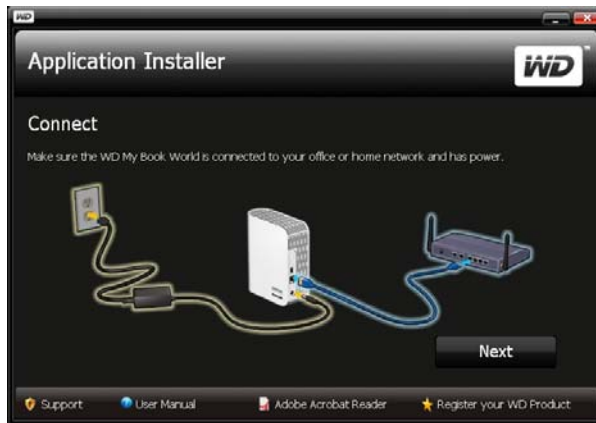 WD
Application Installer
WD
Connect
Make sure the WD My Book World is connected to your office or home network and has power.
Next
Support
User Manual
Adobe Acrobat Reader
Register your WD Product